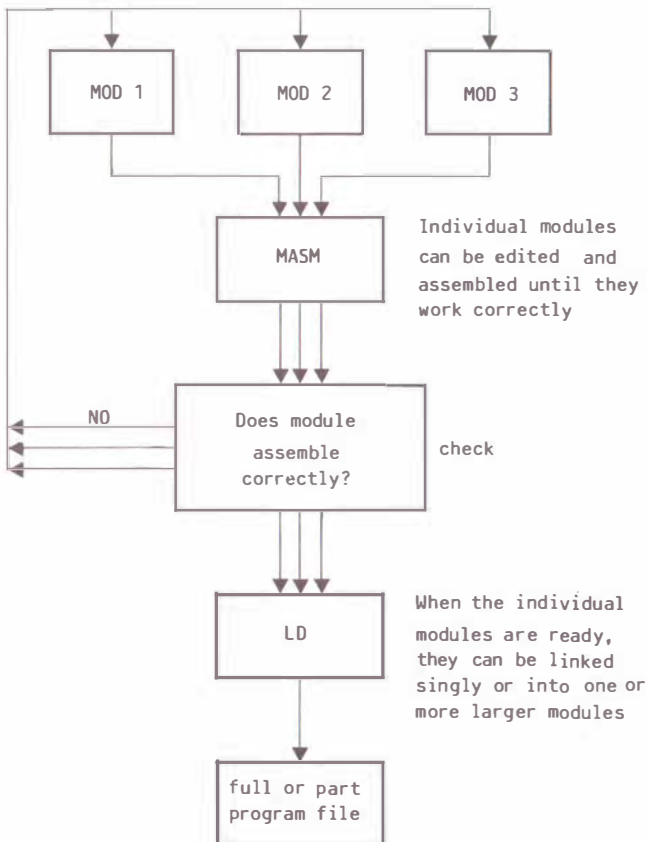 MOD 1
MOD 2
MOD 3
MASM
Individual modules
can be edited and
assembled until they
work correctly
NO
Does module
assemble
correctly?
check
LD
When the individual
modules are ready,
they can be linked
singly or into one or
more larger modules
full or part
program file